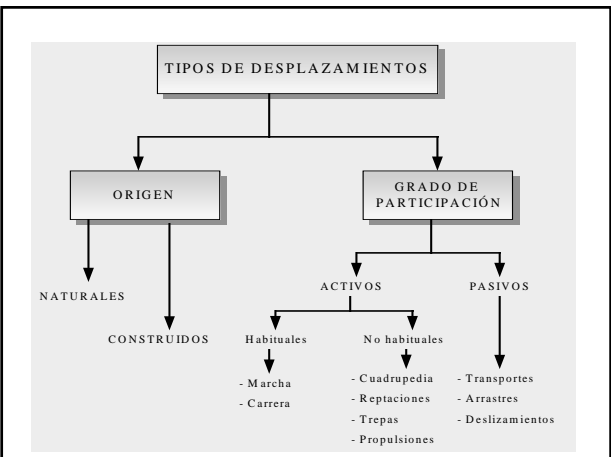 TIPOS DE DESPLAZAMIENTOS
ORIGEN
GRADO DE
PARTICIPACIÓN
NATURALES
CONSTRUIDOS
ACTIVOS
PASIVOS
Habituales
No habituales
- Marcha
- Carrera
- Cuadrupedia
- Reptaciones
- Trepas
- Propulsiones
- Transportes
- Arrastres
- Deslizamientos